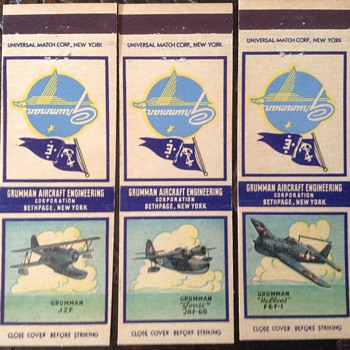 UNIVERSAL MATCH CORP., NEW YORK
Grumman
E
GRUMMAN AIRCRAFT ENGINEERING
CORPORATION
BETHPAGE, NEW YORK
GRUMMAN
J2F
CLOSE COVER BEFORE STRIKING
UNIVERSAL MATCH CORP., NEW YORK
Grumman
E
GRUMMAN AIRCRAFT ENGINEERING
CORPORATION
BETHPAGE, NEW YORK
GRUMMAN
"Goose"
JRF-6B
CLOSE COVER BEFORE STRIKING
UNIVERSAL MATCH CORP., NEW YORK
Grumman
E
GRUMMAN AIRCRAFT ENGINEERING
CORPORATION
BETHPAGE, NEW YORK
GRUMMAN
"Hellcat"
F6F-1
CLOSE COVER BEFORE STRIKING